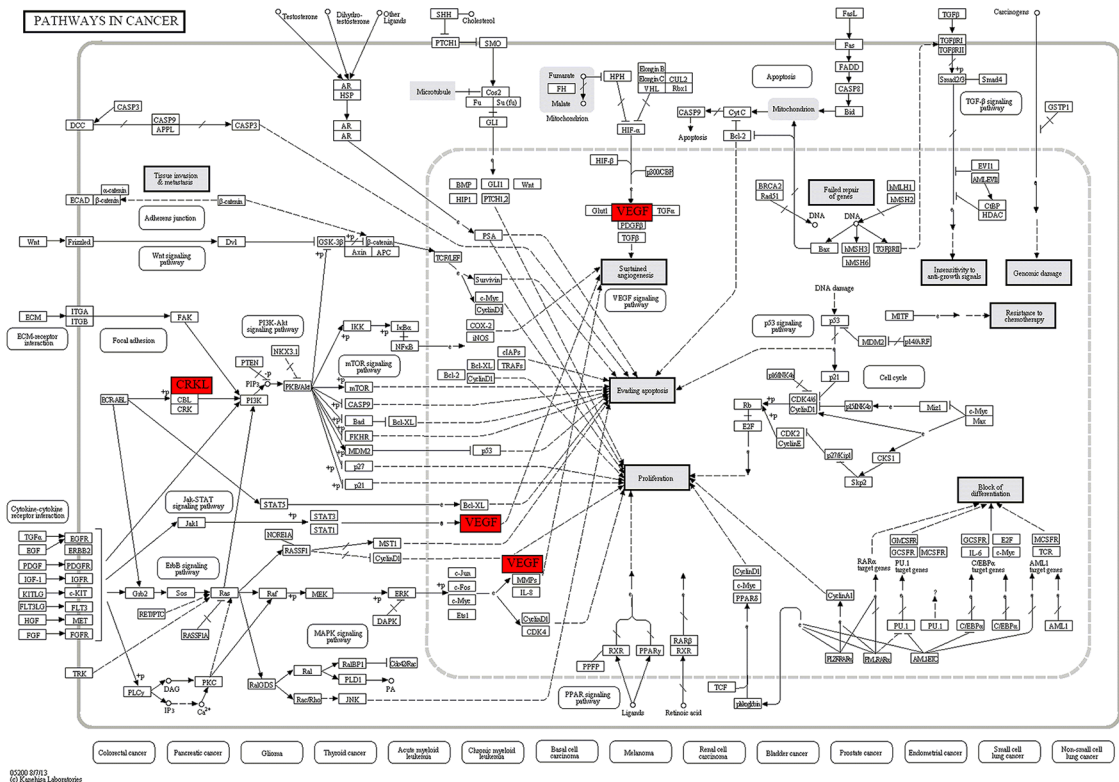 PATHWAYS IN CANCER
Testosterone
Dihydro-
testosterone
Other
Ligands
SHH
Cholesterol
PTCH1
SMO
Microtubule
Cos2
Fu
Su (fu)
GLI
AR
HSP
AR
AR
Fumarate
FH
Malate
Mitochondrion
HPH
Elongin B
Elongin C
CUL2
VHL
Rbx1
HIF-α
Apoptosis
CASP9
Cyt C
Mitochondrion
Bcl-2
Apoptosis
FasL
Fas
FADD
CASP8
Bid
TGFβ
TGFβRI
TGFβRII
+p
Smad2/3
Smad4
TGF-β signaling
pathway
Carcinogens
GSTP1
CASP3
DCC
CASP9
APPL
CASP3
Tissue invasion
& metastasis
α-catenin
ECAD
β-catenin
β-catenin
Adherens junction
Wnt
Frizzled
Dvl
GSK-3β
+p
β-catenin
Axin
APC
TCF/LEF
Wnt signaling
pathway
BMP
GLI1
Wnt
HIP1
PTCH1,2
HIF-β
p300/CBP
Glut1
VEGF
TGFα
PDGFβ
TGFβ
Sustained
angiogenesis
VEGF signaling
pathway
BRCA2
Rad51
DNA
Failed repair
of genes
DNA
hMLH1
hMSH2
Bax
hMSH3
TGFβRII
hMSH6
EVI1
AML1-EVI1
CtBP
HDAC
Insensitivity to
anti-growth signals
Genomic damage
Resistance to
chemotherapy
PSA
Survivin
c-Myc
CyclinD1
COX-2
iNOS
ECM
ITGA
ITGB
FAK
ECM-receptor
interaction
Focal adhesion
PI3K-Akt
signaling pathway
IKK
IκBα
NFκB
mTOR signaling
pathway
PTEN
NKX3.1
PIP3
PI3K
PKB/Akt
mTOR
CASP9
Bad
Bcl-XL
FKHR
MDM2
p53
p27
p21
cIAPs
Bcl-XL
TRAFs
Bcl-2
CyclinD1
Evading apoptosis
DNA damage
p53 signaling
pathway
p53
MDM2
p14/ARF
MITF
p21
p16INK4a
CDK4/6
CyclinD1
p15INK4b
Miz1
c-Myc
Max
Cell cycle
Rb
E2F
CDK2
CyclinE
p27Kip1
CKS1
Skp2
BCR-ABL
CRKL
CBL
CRK
Proliferation
Block of
differentiation
Cytokine-cytokine
receptor interaction
Jak-STAT
signaling pathway
STAT5
Bcl-XL
Jak1
STAT3
STAT1
VEGF
TGFα
EGFR
EGF
ERBB2
PDGF
PDGFR
IGF-1
IGFR
KITLG
c-KIT
FLT3LG
FLT3
HGF
MET
FGF
FGFR
TRK
ErbB signaling
pathway
NORE1A
RASSF1
MST1
CyclinD1
VEGF
MMPs
IL-8
Grb2
Sos
Ras
Raf
MEK
ERK
RET/PTC
RASSF1A
DAPK
c-Jun
c-Fos
c-Myc
Ets1
CyclinD1
CDK4
MAPK signaling
pathway
PLCγ
DAG
IP3
PKC
Ca2+
RalGDS
Ral
RalBP1
Cdc42/Rac
PLD1
PA
Rac/Rho
JNK
PPFP
RXR
PPARγ
PPAR signaling
pathway
Ligands
RARβ
RXR
Retinoic acid
CyclinD1
c-Myc
PPARδ
TCF
plakoglobin
CyclinA1
RARα
target genes
GMCSFR
GCSFR
MCSFR
PU.1
target genes
GCSFR
E2F
IL-6
c-Myc
C/EBPα
target genes
MCSFR
TCR
AML1
target genes
?
PU.1
PU.1
C/EBPα
C/EBPα
AML1
PLZF-RARα
PML-RARα
AML1-ETO
Colorectal cancer
Pancreatic cancer
Glioma
Thyroid cancer
Acute myeloid
leukemia
Chronic myeloid
leukemia
Basal cell
carcinoma
Melanoma
Renal cell
carcinoma
Bladder cancer
Prostate cancer
Endometrial cancer
Small cell
lung cancer
Non-small cell
lung cancer
05200 8/7/13
(c) Kanehisa Laboratories